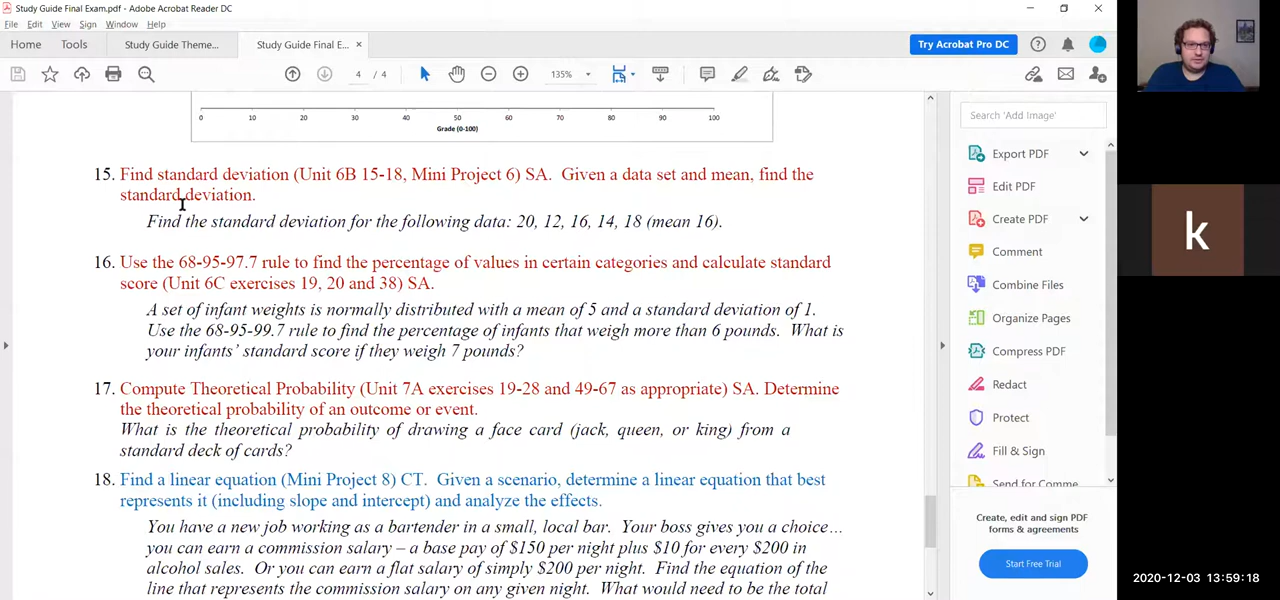 Study Guide Final Exam.pdf - Adobe Acrobat Reader DC
File Edit View Sign Window Help
Home Tools Study Guide Theme... Study Guide Final E... × Try Acrobat Pro DC
4 / 4 135%
0 10 20 30 40 50 60 70 80 90 100
Grade (0-100)
15. Find standard deviation (Unit 6B 15-18, Mini Project 6) SA. Given a data set and mean, find the
standard deviation.
Find the standard deviation for the following data: 20, 12, 16, 14, 18 (mean 16).
16. Use the 68-95-97.7 rule to find the percentage of values in certain categories and calculate standard
score (Unit 6C exercises 19, 20 and 38) SA.
A set of infant weights is normally distributed with a mean of 5 and a standard deviation of 1.
Use the 68-95-99.7 rule to find the percentage of infants that weigh more than 6 pounds. What is
your infants' standard score if they weigh 7 pounds?
17. Compute Theoretical Probability (Unit 7A exercises 19-28 and 49-67 as appropriate) SA. Determine
the theoretical probability of an outcome or event.
What is the theoretical probability of drawing a face card (jack, queen, or king) from a
standard deck of cards?
18. Find a linear equation (Mini Project 8) CT. Given a scenario, determine a linear equation that best
represents it (including slope and intercept) and analyze the effects.
You have a new job working as a bartender in a small, local bar. Your boss gives you a choice…
you can earn a commission salary – a base pay of $150 per night plus $10 for every $200 in
alcohol sales. Or you can earn a flat salary of simply $200 per night. Find the equation of the
line that represents the commission salary on any given night. What would need to be the total
Search 'Add Image'
Export PDF
Edit PDF
Create PDF
Comment
Combine Files
Organize Pages
Compress PDF
Redact
Protect
Fill & Sign
Send for Comme
Create, edit and sign PDF
forms & agreements
Start Free Trial
k
2020-12-03 13:59:18